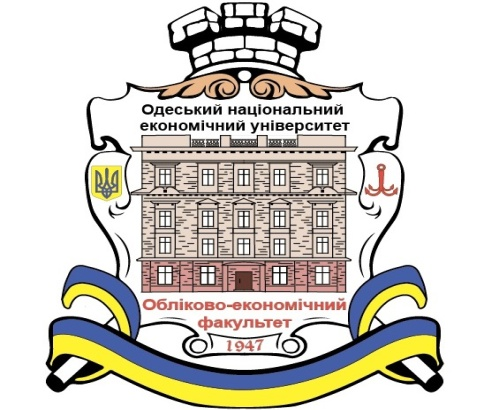 Одеський національний
економічний університет
Обліково-економічний
факультет
1947